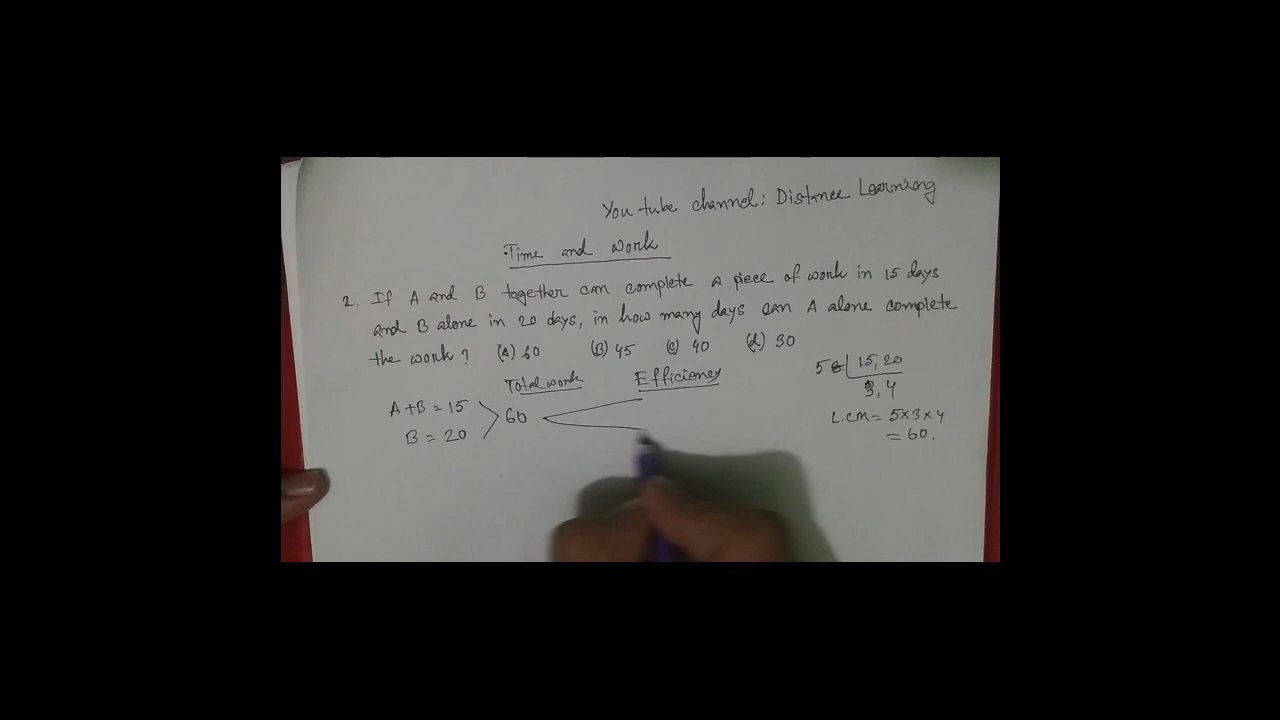 You tube channel: Distance Learning
Time and work
2. If A and B together can complete a piece of work in 15 days
and B alone in 20 days, in how many days can A alone complete
the work? (A) 60 (B) 45 (C) 40 (d) 30
Total work Efficiency
A+B = 15
B = 20
60
5 15, 20
3, 4
L.CM = 5×3×4
= 60.